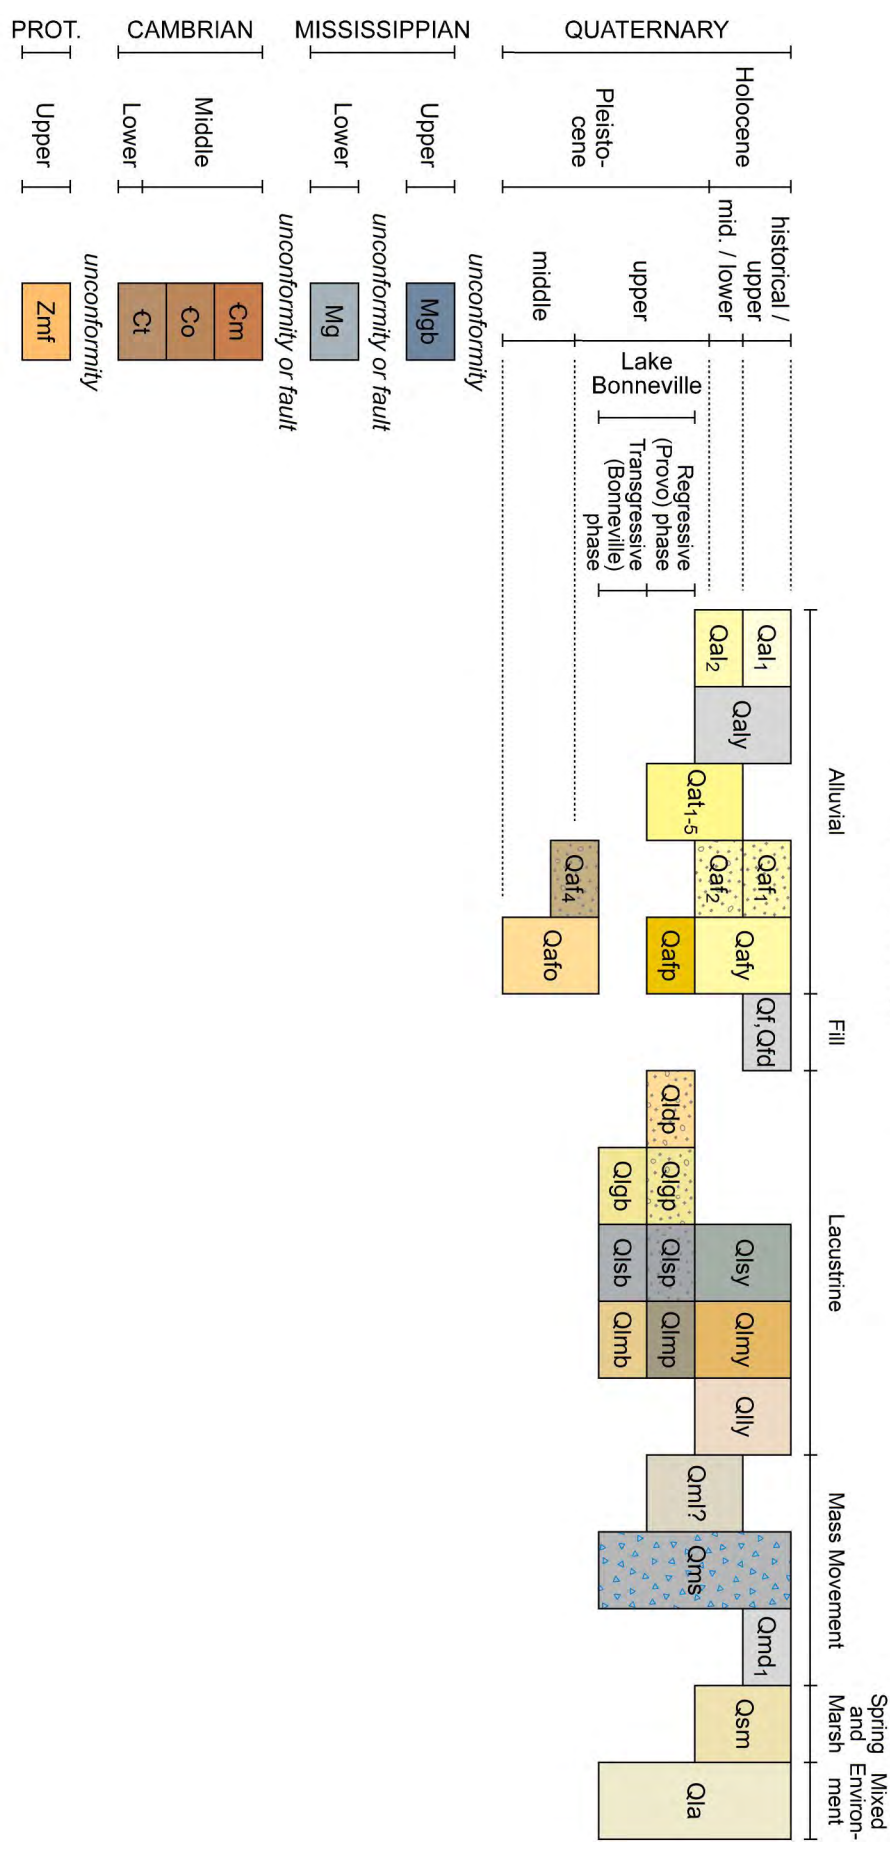 PROT.
CAMBRIAN
MISSISSIPPIAN
QUATERNARY
Upper
Lower
Middle
Lower
Upper
Pleisto-
cene
Holocene
middle
upper
mid. / lower
historical /
upper
unconformity
unconformity or fault
unconformity or fault
unconformity
Zmf
Єt
Єo
Єm
Mg
Mgb
Lake
Bonneville
Regressive
(Provo) phase
Transgressive
(Bonneville)
phase
Alluvial
Qal₁
Qal₂
Qaly
Qat₁₋₅
Qaf₁
Qaf₂
Qaf₄
Qafy
Qafp
Qafo
Fill
Qf,Qfd
Lacustrine
Qldp
Qlgp
Qlgb
Qlsy
Qlsp
Qlsb
Qlmy
Qlmp
Qlmb
Qlly
Mass Movement
Qml?
Qms
Qmd₁
Spring
and
Marsh
Qsm
Mixed
Environ-
ment
Qla